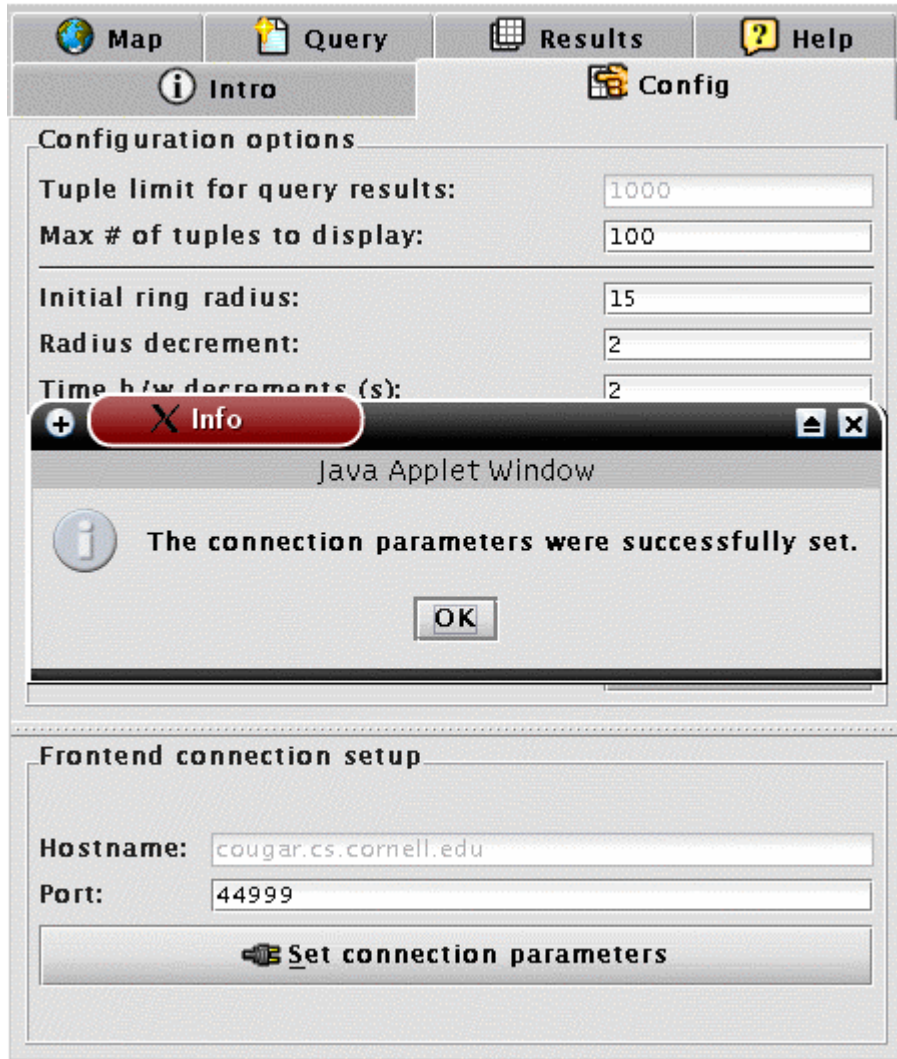 Map Query Results Help
Intro Config
Configuration options
Tuple limit for query results: 1000
Max # of tuples to display: 100
Initial ring radius: 15
Radius decrement: 2
Time b/w decrements (s): 2
X Info
Java Applet Window
The connection parameters were successfully set.
OK
Frontend connection setup
Hostname: cougar.cs.cornell.edu
Port: 44999
Set connection parameters